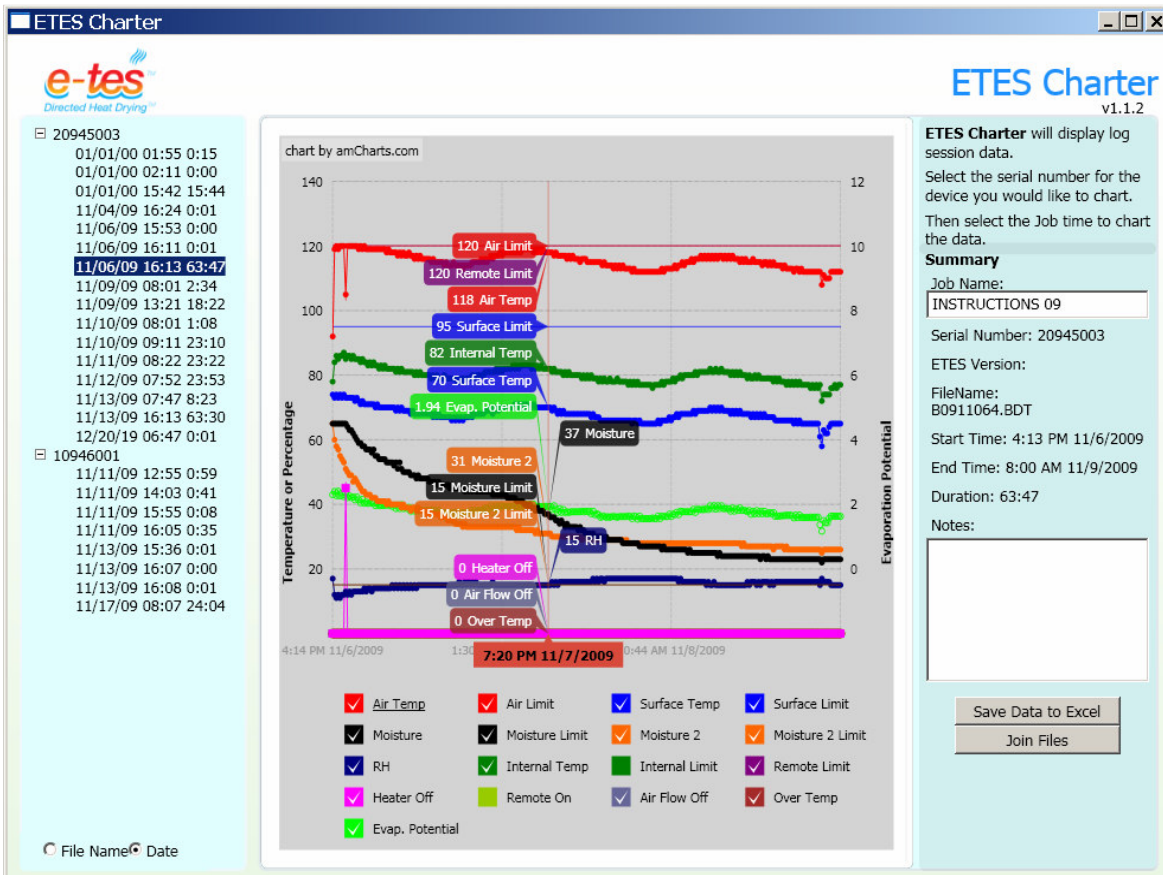 ETES Charter
e-tes
Directed Heat Drying
ETES Charter
v1.1.2
20945003
01/01/00 01:55 0:15
01/01/00 02:11 0:00
01/01/00 15:42 15:44
11/04/09 16:24 0:01
11/06/09 15:53 0:00
11/06/09 16:11 0:01
11/06/09 16:13 63:47
11/09/09 08:01 2:34
11/09/09 13:21 18:22
11/10/09 08:01 1:08
11/10/09 09:11 23:10
11/11/09 08:22 23:22
11/12/09 07:52 23:53
11/13/09 07:47 8:23
11/13/09 16:13 63:30
12/20/19 06:47 0:01
10946001
11/11/09 12:55 0:59
11/11/09 14:03 0:41
11/11/09 15:55 0:08
11/11/09 16:05 0:35
11/13/09 15:36 0:01
11/13/09 16:07 0:00
11/13/09 16:08 0:01
11/17/09 08:07 24:04
File Name Date
chart by amCharts.com
140
120
100
80
60
40
20
Temperature or Percentage
12
10
8
6
4
2
0
Evaporation Potential
120 Air Limit
120 Remote Limit
118 Air Temp
95 Surface Limit
82 Internal Temp
70 Surface Temp
1.94 Evap. Potential
37 Moisture
31 Moisture 2
15 Moisture Limit
15 Moisture 2 Limit
15 RH
0 Heater Off
0 Air Flow Off
0 Over Temp
4:14 PM 11/6/2009
1:30
7:20 PM 11/7/2009
0:44 AM 11/8/2009
Air Temp Air Limit Surface Temp Surface Limit
Moisture Moisture Limit Moisture 2 Moisture 2 Limit
RH Internal Temp Internal Limit Remote Limit
Heater Off Remote On Air Flow Off Over Temp
Evap. Potential
ETES Charter will display log
session data.
Select the serial number for the
device you would like to chart.
Then select the Job time to chart
the data.
Summary
Job Name:
INSTRUCTIONS 09
Serial Number: 20945003
ETES Version:
FileName:
B0911064.BDT
Start Time: 4:13 PM 11/6/2009
End Time: 8:00 AM 11/9/2009
Duration: 63:47
Notes:
Save Data to Excel
Join Files